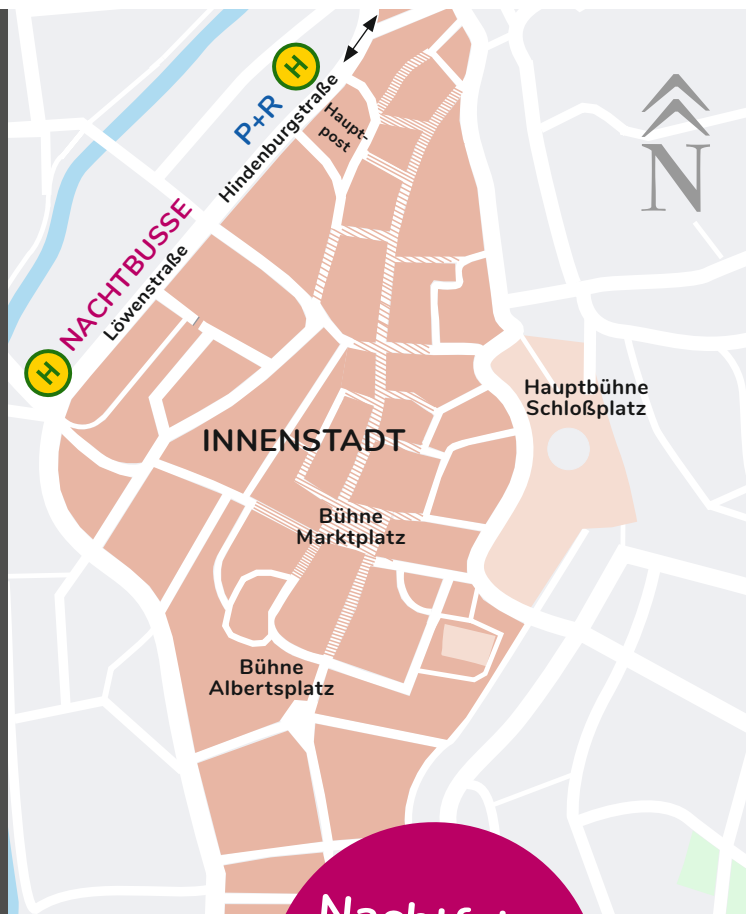 H
P+R
Hindenburgstraße
Haupt-
post
N
NACHTBUSSE
Löwenstraße
H
Hauptbühne
Schloßplatz
INNENSTADT
Bühne
Marktplatz
Bühne
Albertsplatz